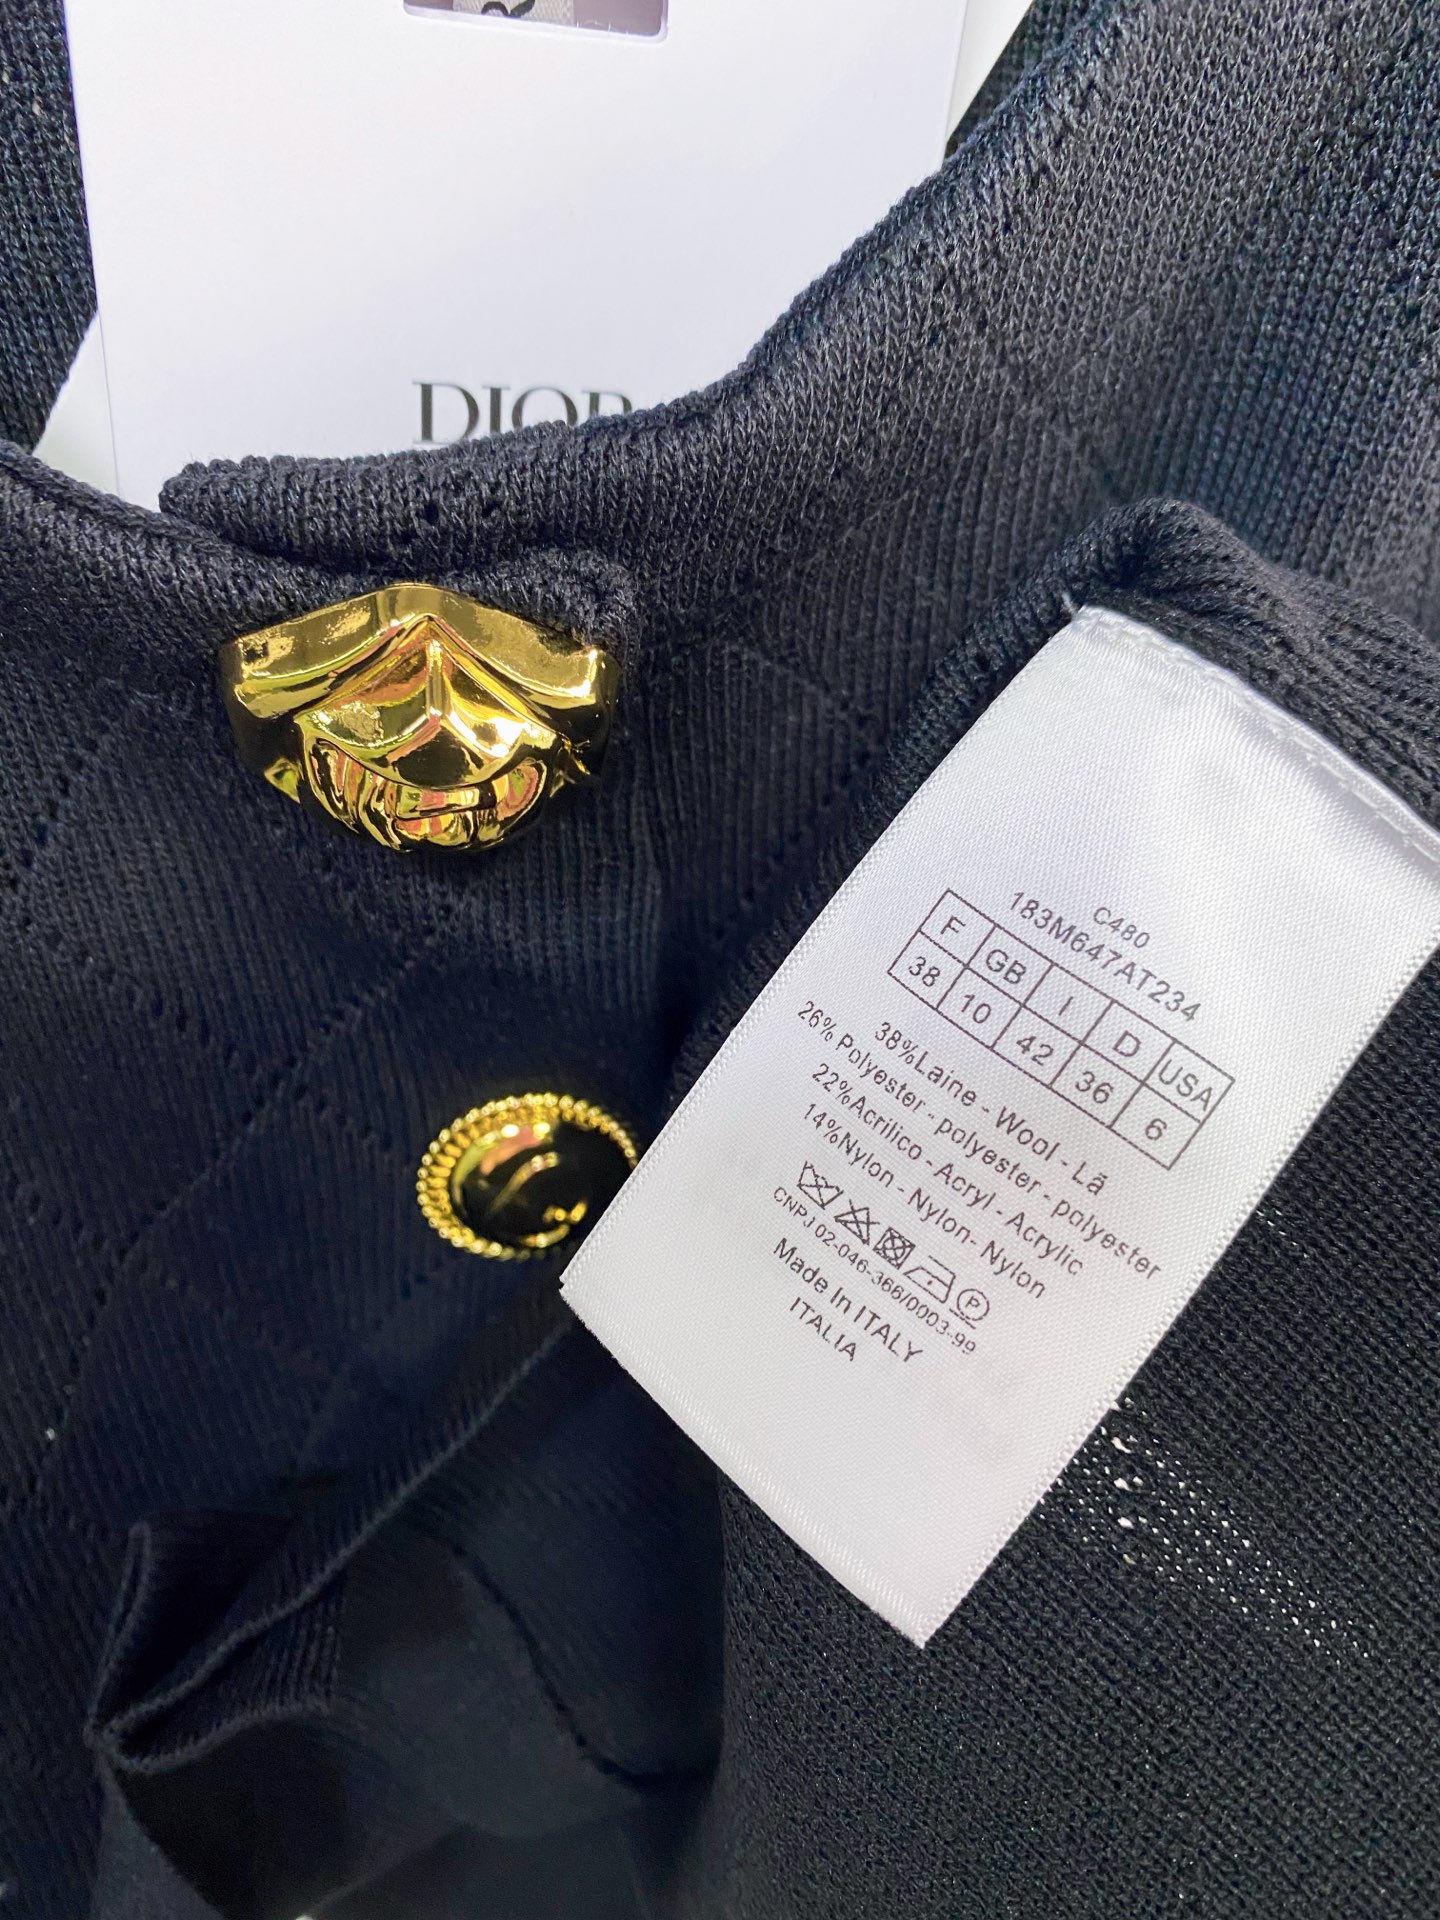 DIOR
C480
183M647AT234
F GB I D USA
38 10 42 36 6
38%Laine - Wool - Lã
26% Polyester - polyester - polyester
22%Acrilico - Acryl - Acrylic
14%Nylon - Nylon- Nylon
P
CNPJ 02-046-366/0003-99
Made In ITALY
ITALIA